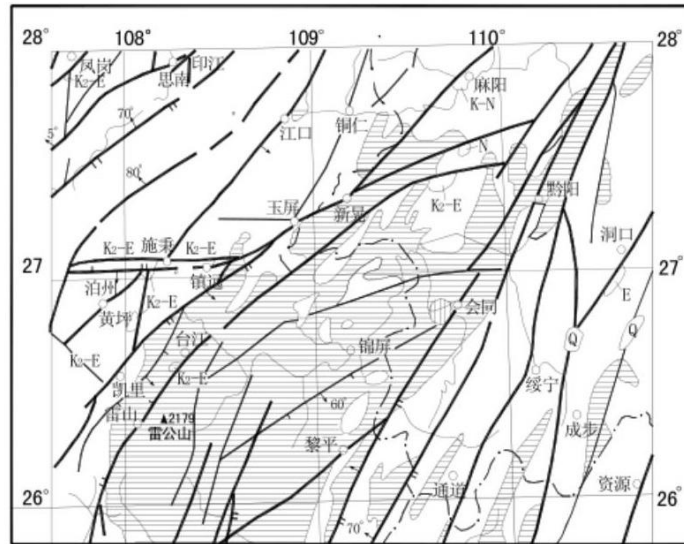 28° 108° 109° 110° 28°
凤岗
K₂-E
印江
思南
麻阳
K-N
70°
5°
江口
铜仁
N
80°
玉屏
新晃
K₂-E
黔阳
洞口
K₂-E
施秉
K₂-E
27° 27°
镇远
泊州
黄坪
K₂-E
会同
E
台江
Q
Q
K₂-E
锦屏
K₂-E
凯里
60°
绥宁
雷山
▲2179
雷公山
成步
黎平
通道
资源
26° 26°
70°